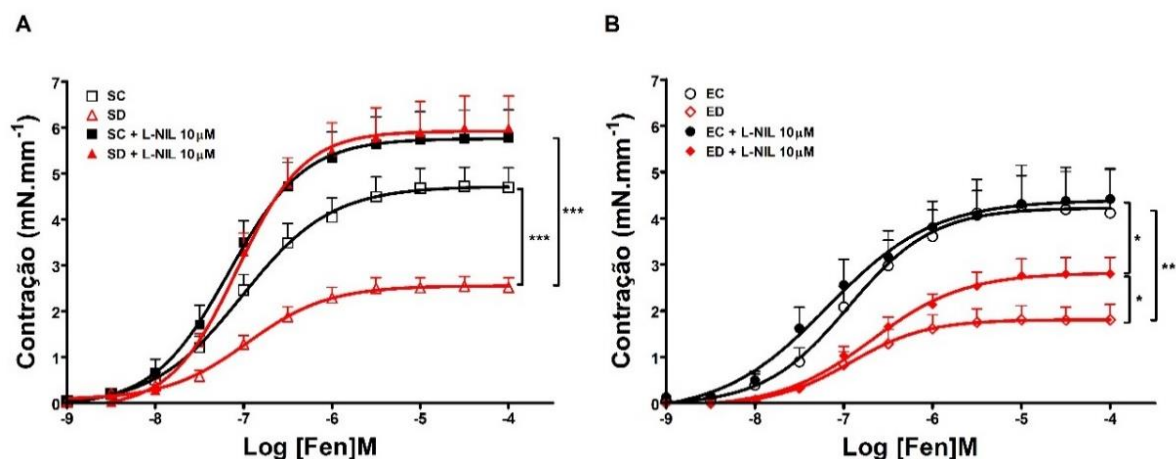 A
Contração (mN.mm⁻¹)
7
6
5
4
3
2
1
0
SC
SD
SC + L-NIL 10µM
SD + L-NIL 10µM
***
***
-9 -8 -7 -6 -5 -4
Log [Fen]M
B
Contração (mN.mm⁻¹)
7
6
5
4
3
2
1
0
EC
ED
EC + L-NIL 10µM
ED + L-NIL 10µM
*
*
**
-9 -8 -7 -6 -5 -4
Log [Fen]M